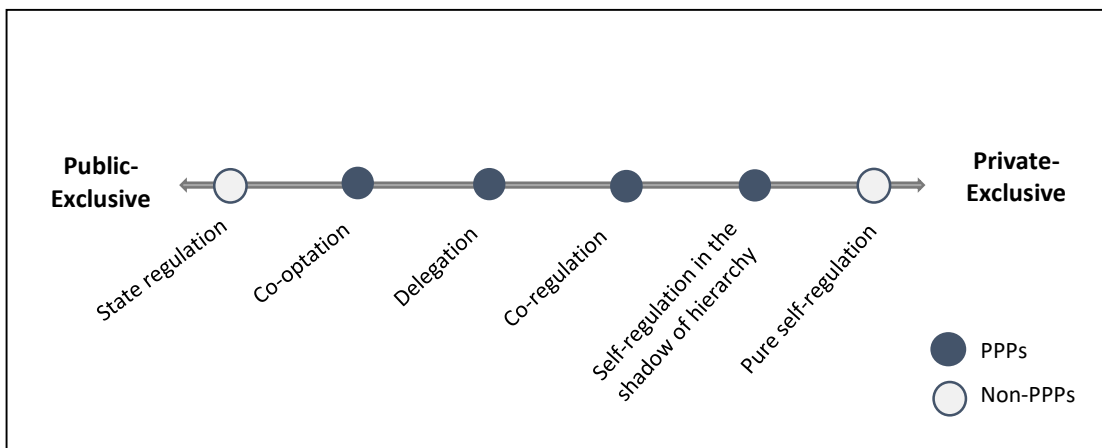 Public-
Exclusive
Private-
Exclusive
State regulation
Co-optation
Delegation
Co-regulation
Self-regulation in the
shadow of hierarchy
Pure self-regulation
PPPs
Non-PPPs